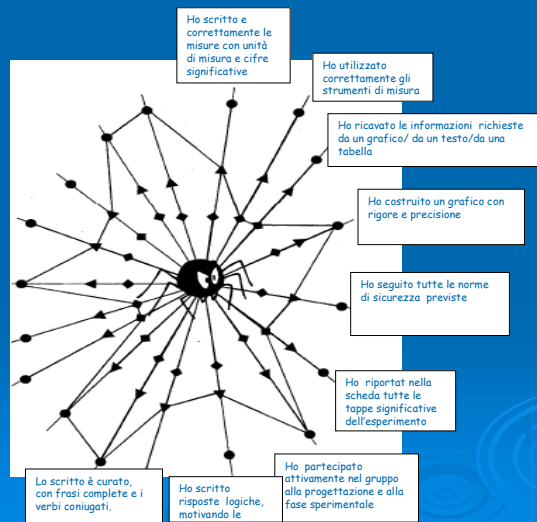 Ho scritto e
correttamente le
misure con unità
di misura e cifre
significative
Ho utilizzato
correttamente gli
strumenti di misura
Ho ricavato le informazioni richieste
da un grafico/ da un testo/da una
tabella
Ho costruito un grafico con
rigore e precisione
Ho seguito tutte le norme
di sicurezza previste
Ho riportat nella
scheda tutte le
tappe significative
dell'esperimento
Ho partecipato
attivamente nel gruppo
alla progettazione e alla
fase sperimentale
Ho scritto
risposte logiche,
motivando le
Lo scritto è curato,
con frasi complete e i
verbi coniugati.